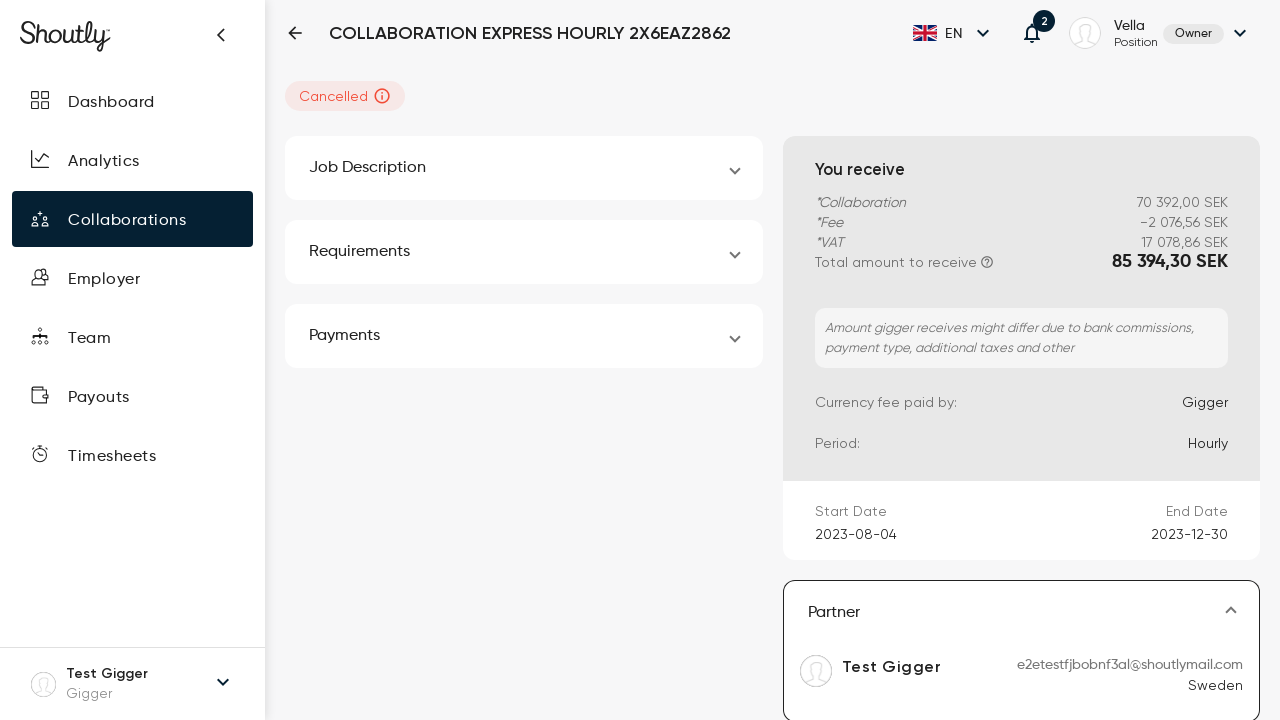 Shoutly
Dashboard
Analytics
Collaborations
Employer
Team
Payouts
Timesheets
Test Gigger
Gigger
COLLABORATION EXPRESS HOURLY 2X6EAZ2862
EN
2
Vella
Position
Owner
Cancelled
Job Description
Requirements
Payments
You receive
*Collaboration 70 392,00 SEK
*Fee −2 076,56 SEK
*VAT 17 078,86 SEK
Total amount to receive 85 394,30 SEK
Amount gigger receives might differ due to bank commissions,
payment type, additional taxes and other
Currency fee paid by: Gigger
Period: Hourly
Start Date End Date
2023-08-04 2023-12-30
Partner
Test Gigger e2etestfjbobnf3al@shoutlymail.com
Sweden